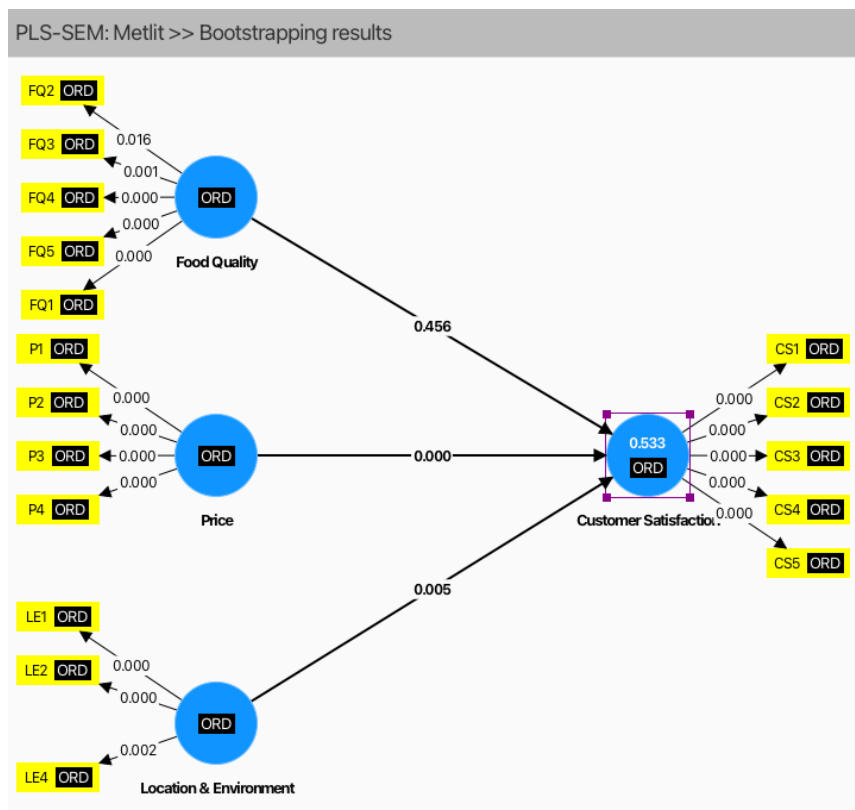 PLS-SEM: Metlit >> Bootstrapping results
FQ2 ORD
0.016
FQ3 ORD
0.001
FQ4 ORD
0.000
ORD
0.000
FQ5 ORD
0.000
Food Quality
FQ1 ORD
0.456
P1 ORD
0.000
P2 ORD
0.000
P3 ORD
0.000
ORD
0.000
0.000
P4 ORD
Price
CS1 ORD
0.000
CS2 ORD
0.533
0.000
CS3 ORD
0.000
ORD
0.000
CS4 ORD
0.000
Customer Satisfaction
CS5 ORD
0.005
LE1 ORD
0.000
LE2 ORD
0.000
ORD
0.002
LE4 ORD
Location & Environment